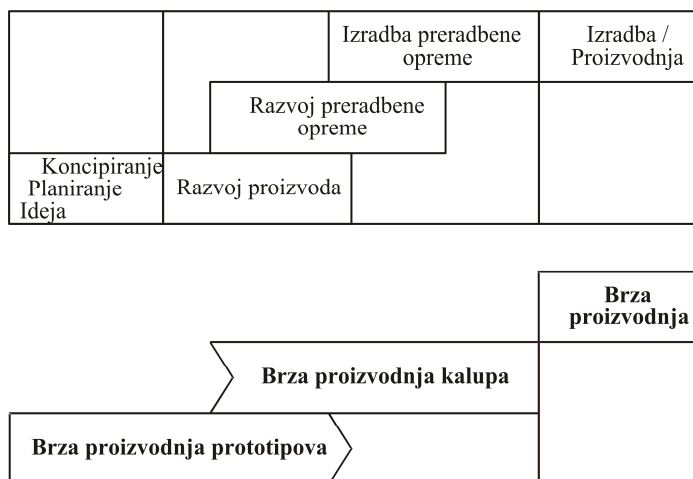 Izradba preradbene
opreme
Izradba /
Proizvodnja
Razvoj preradbene
opreme
Koncipiranje
Planiranje
Ideja
Razvoj proizvoda
Brza
proizvodnja
Brza proizvodnja kalupa
Brza proizvodnja prototipova